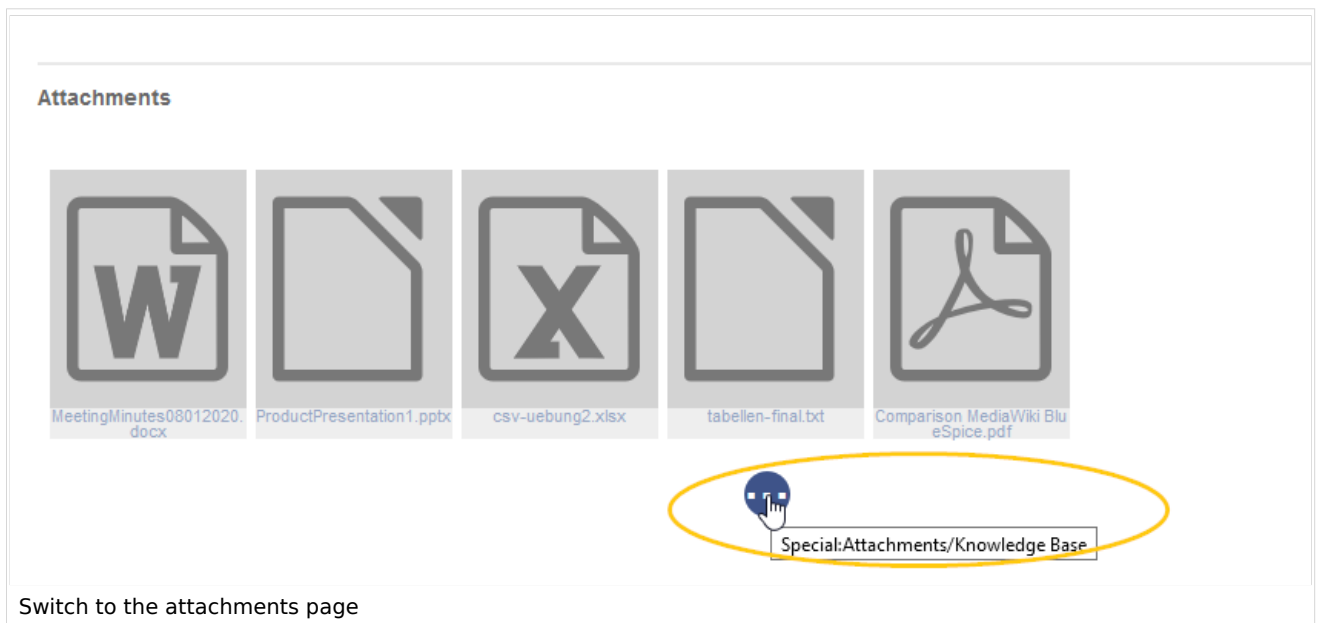 Attachments
W
X
MeetingMinutes08012020.
docx
ProductPresentation1.pptx
csv-uebung2.xlsx
tabellen-final.txt
Comparison MediaWiki Blu
eSpice.pdf
Special:Attachments/Knowledge Base
Switch to the attachments page